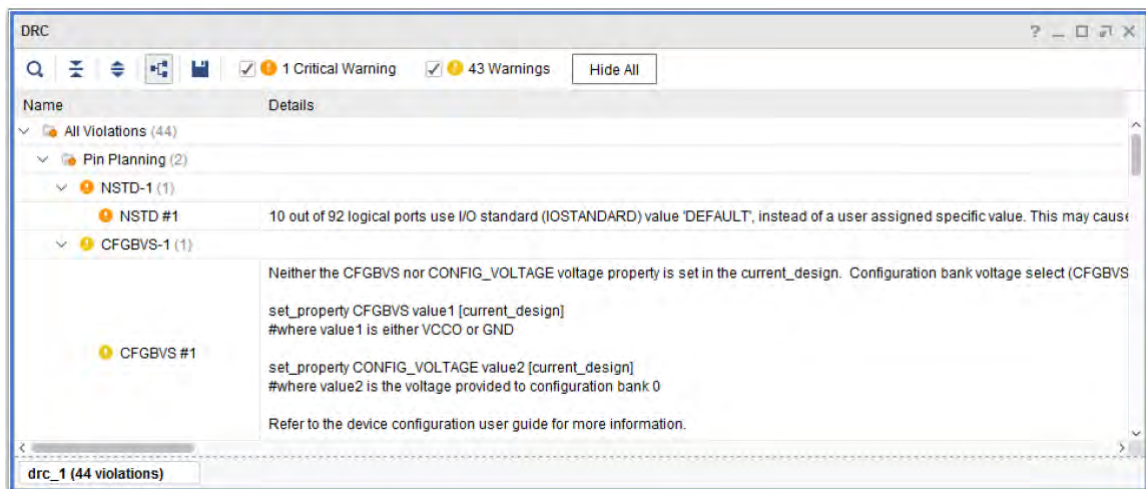 DRC
1 Critical Warning 43 Warnings Hide All
Name Details
All Violations (44)
Pin Planning (2)
NSTD-1 (1)
NSTD #1 10 out of 92 logical ports use I/O standard (IOSTANDARD) value 'DEFAULT', instead of a user assigned specific value. This may cause
CFGBVS-1 (1)
Neither the CFGBVS nor CONFIG_VOLTAGE voltage property is set in the current_design. Configuration bank voltage select (CFGBVS
set_property CFGBVS value1 [current_design]
#where value1 is either VCCO or GND
CFGBVS #1
set_property CONFIG_VOLTAGE value2 [current_design]
#where value2 is the voltage provided to configuration bank 0
Refer to the device configuration user guide for more information.
drc_1 (44 violations)